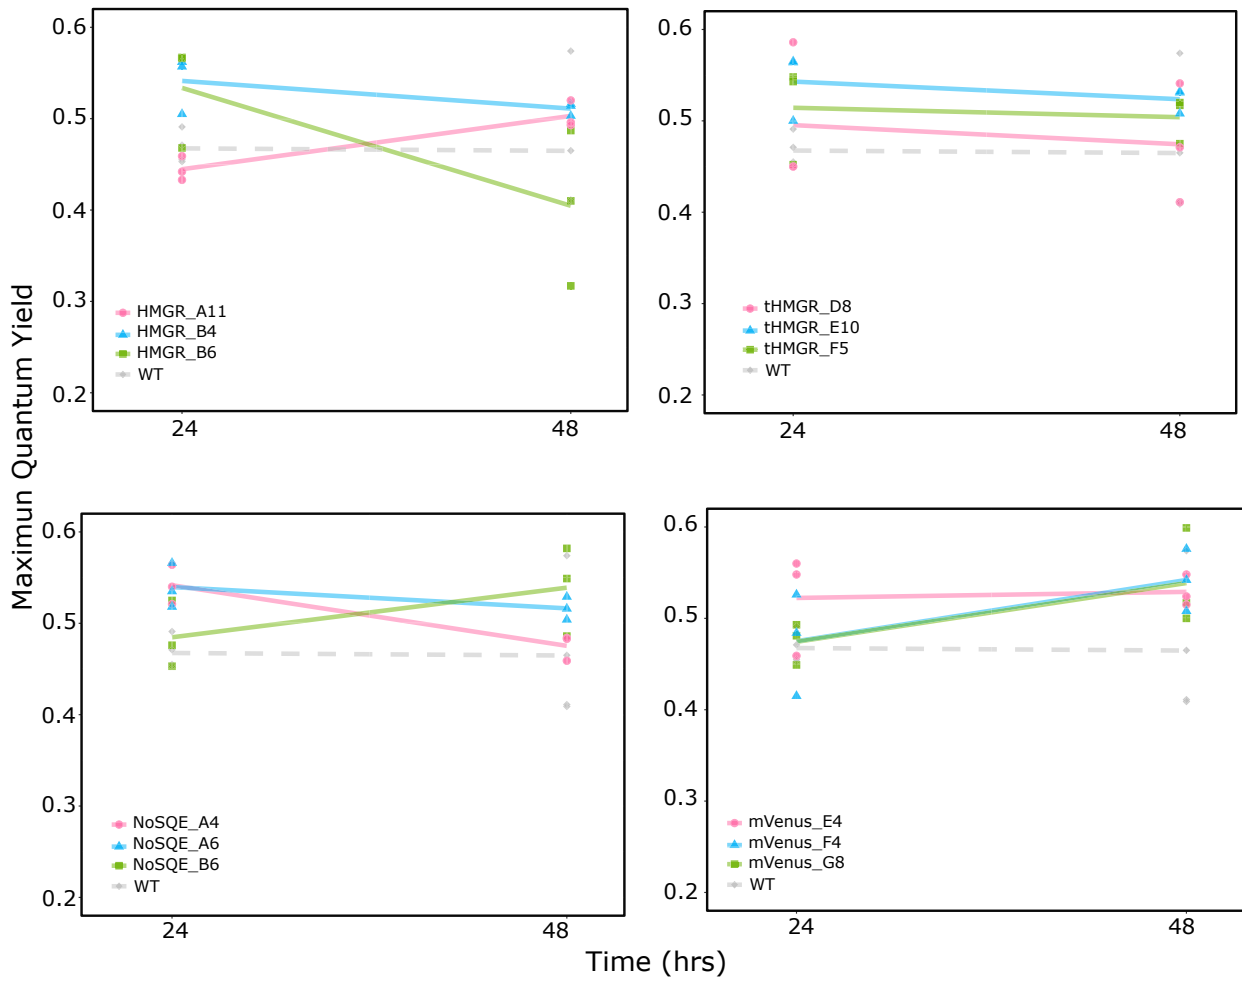 Maximun Quantum Yield
0.6
0.5
0.4
0.3
0.2
HMGR_A11
HMGR_B4
HMGR_B6
WT
24
48
0.6
0.5
0.4
0.3
0.2
tHMGR_D8
tHMGR_E10
tHMGR_F5
WT
24
48
0.6
0.5
0.4
0.3
0.2
NoSQE_A4
NoSQE_A6
NoSQE_B6
WT
24
48
0.6
0.5
0.4
0.3
0.2
mVenus_E4
mVenus_F4
mVenus_G8
WT
24
48
Time (hrs)